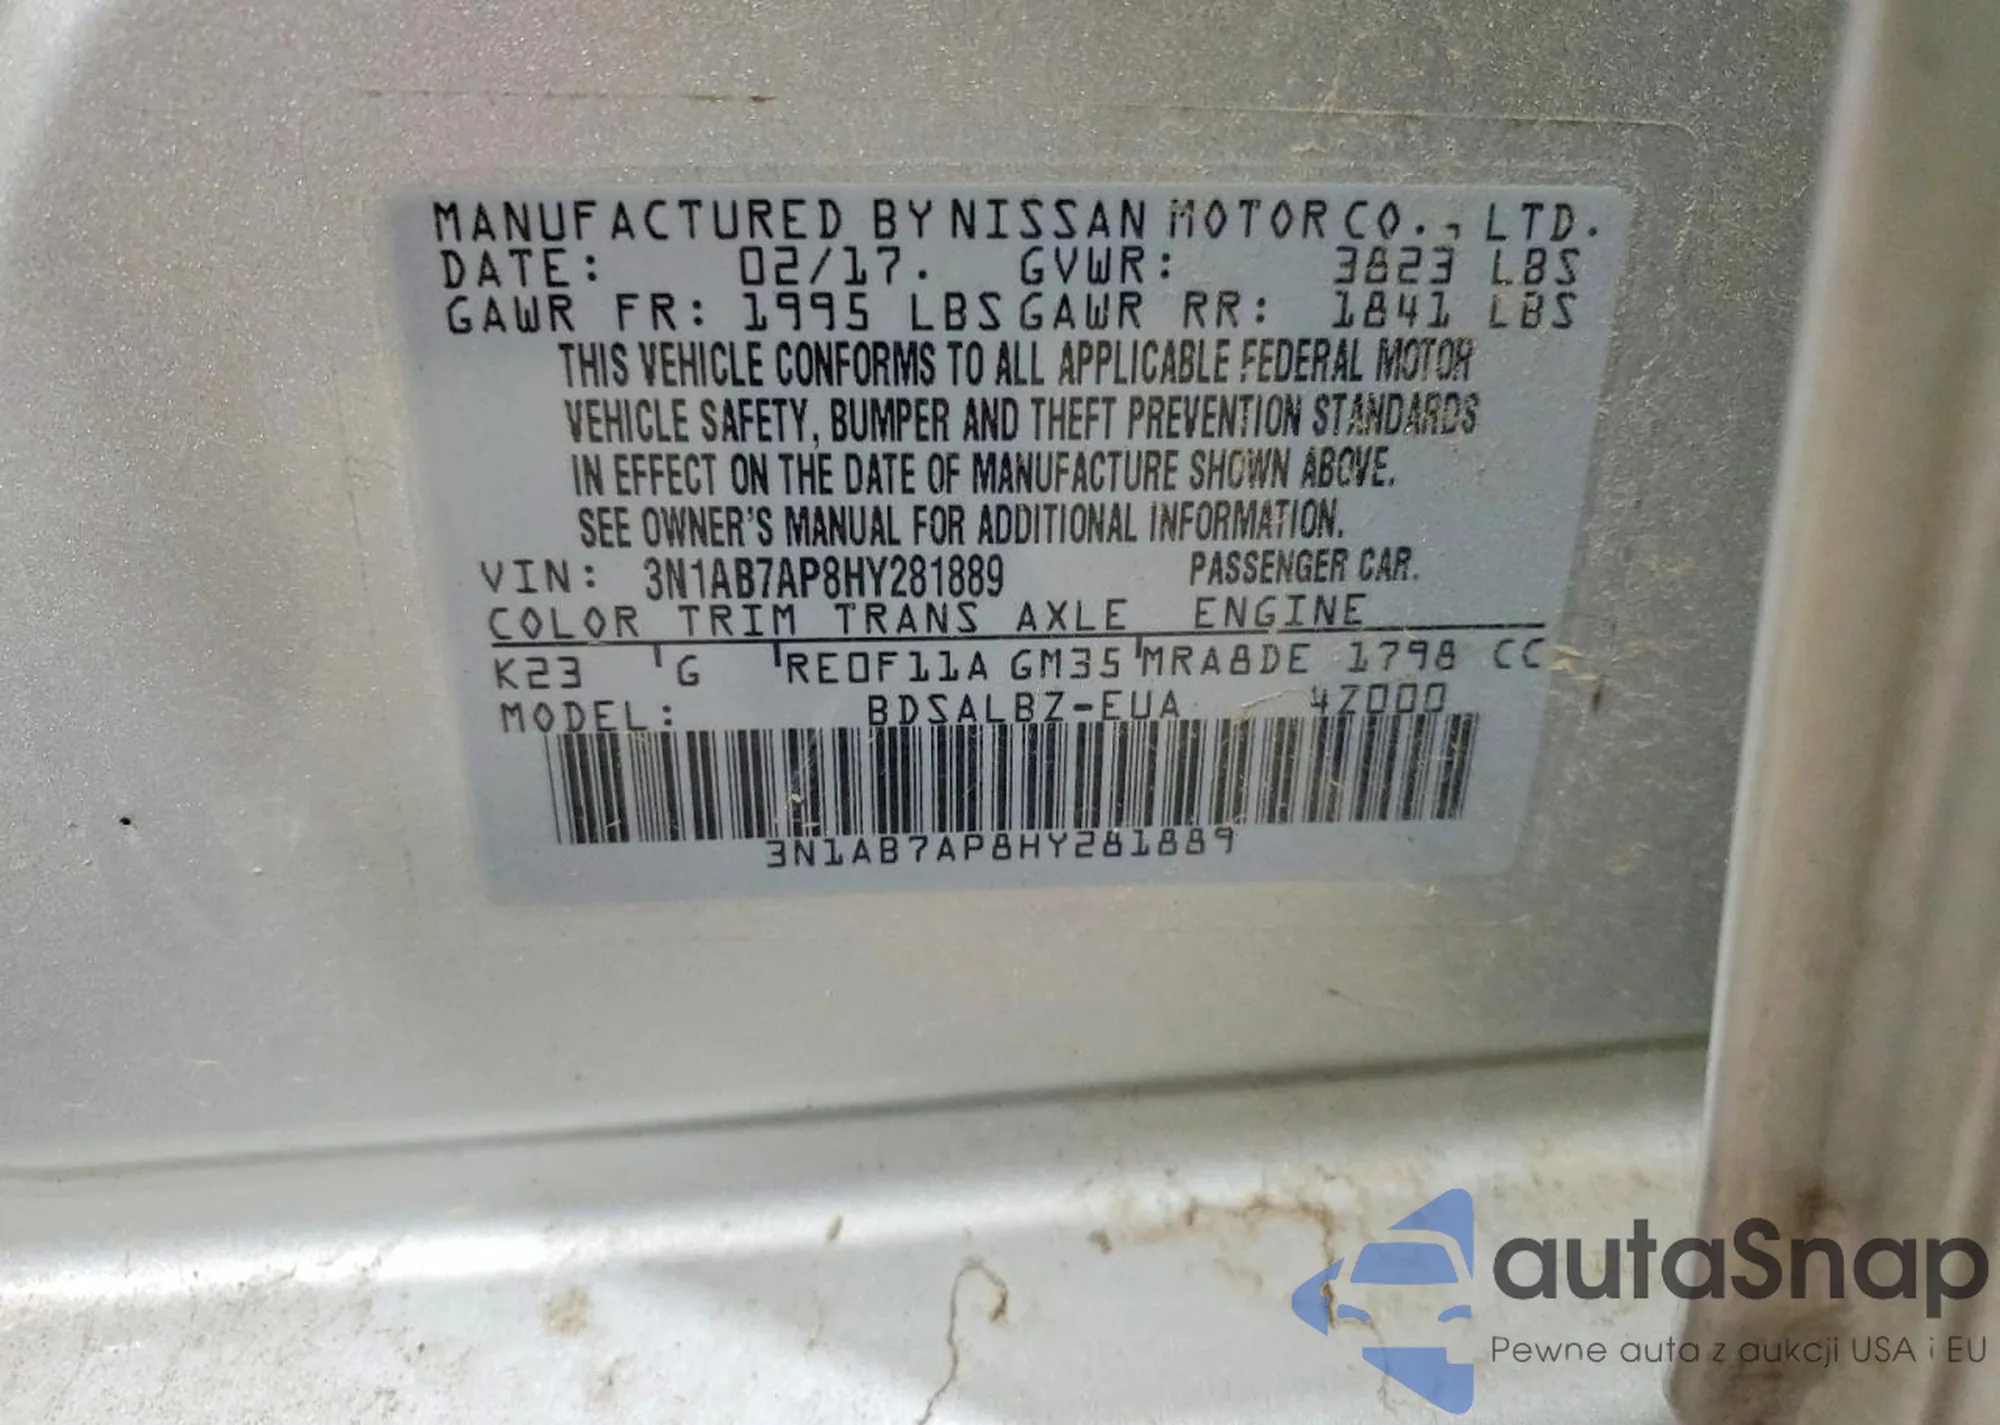 MANUFACTURED BY NISSAN MOTOR CO., LTD.
DATE: 02/17. GVWR: 3823 LBS
GAWR FR: 1995 LBS GAWR RR: 1841 LBS
THIS VEHICLE CONFORMS TO ALL APPLICABLE FEDERAL MOTOR
VEHICLE SAFETY, BUMPER AND THEFT PREVENTION STANDARDS
IN EFFECT ON THE DATE OF MANUFACTURE SHOWN ABOVE.
SEE OWNER'S MANUAL FOR ADDITIONAL INFORMATION.
VIN: 3N1AB7AP8HY281889 PASSENGER CAR.
COLOR TRIM TRANS AXLE ENGINE
K23 G RE0F11A GM35 MRA8DE 1798 CC
MODEL: BDSALBZ-EUA 4Z000
3N1AB7AP8HY281889
autaSnap
Pewne auta z aukcji USA i EU